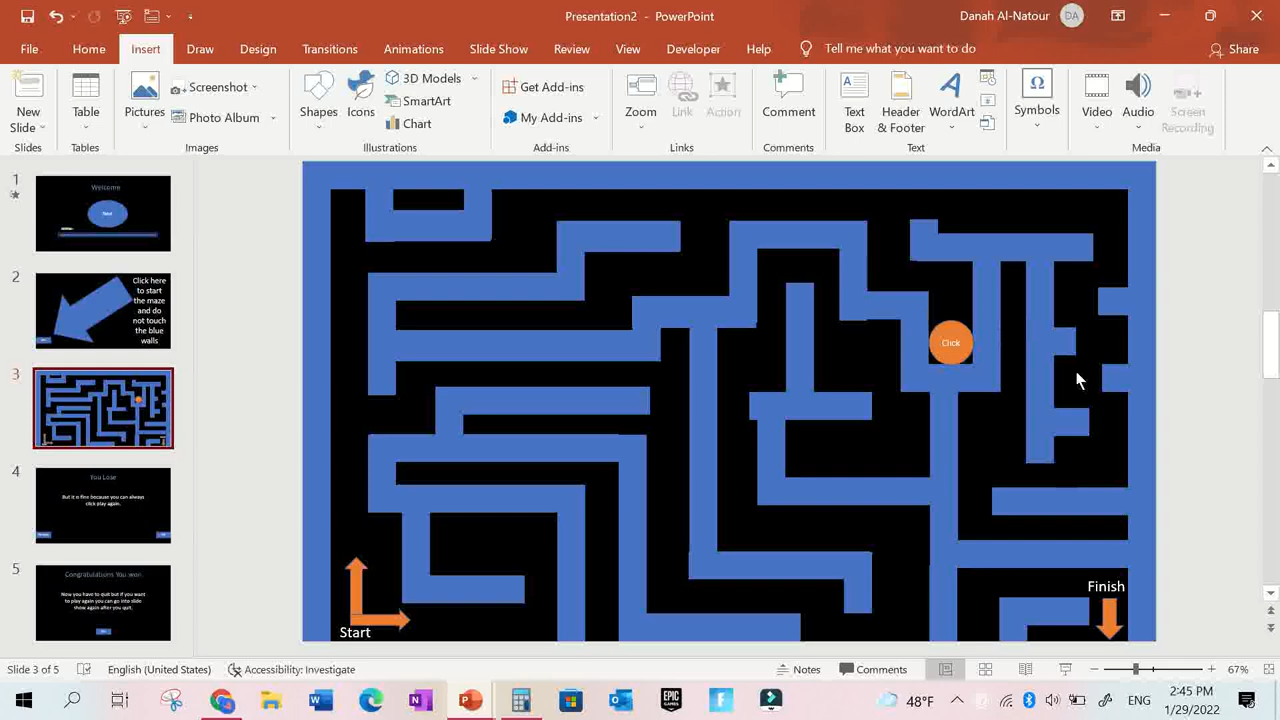 Presentation2 - PowerPoint
Danah Al-Natour
DA
File Home Insert Draw Design Transitions Animations Slide Show Review View Developer Help Tell me what you want to do Share
New Slide
Slides
Table
Tables
Pictures
Screenshot
Photo Album
Images
Shapes
Icons
3D Models
SmartArt
Chart
Illustrations
Get Add-ins
My Add-ins
Add-ins
Zoom
Link
Action
Links
Comment
Comments
Text Box
Header & Footer
WordArt
Text
Ω
Symbols
Video
Audio
Screen Recording
Media
1
Welcome
Next
2
Click here
to start
the maze
and do
not touch
the blue
walls
3
4
You Lose
But it is fine because you can always
click play again.
5
Congratulations You won
Now you have to quit but if you want
to play again you can go into slide
show again after you quit.
Click
Start
Finish
Slide 3 of 5
English (United States)
Accessibility: Investigate
Notes
Comments
67%
EPIC
GAMES
48°F
ENG
2:45 PM
1/29/2022